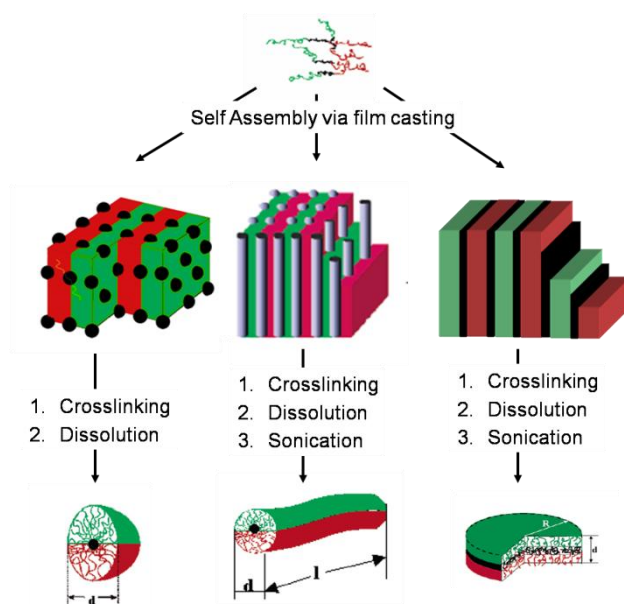 Self Assembly via film casting
1. Crosslinking
2. Dissolution
1. Crosslinking
2. Dissolution
3. Sonication
1. Crosslinking
2. Dissolution
3. Sonication
d
d
l
R
d